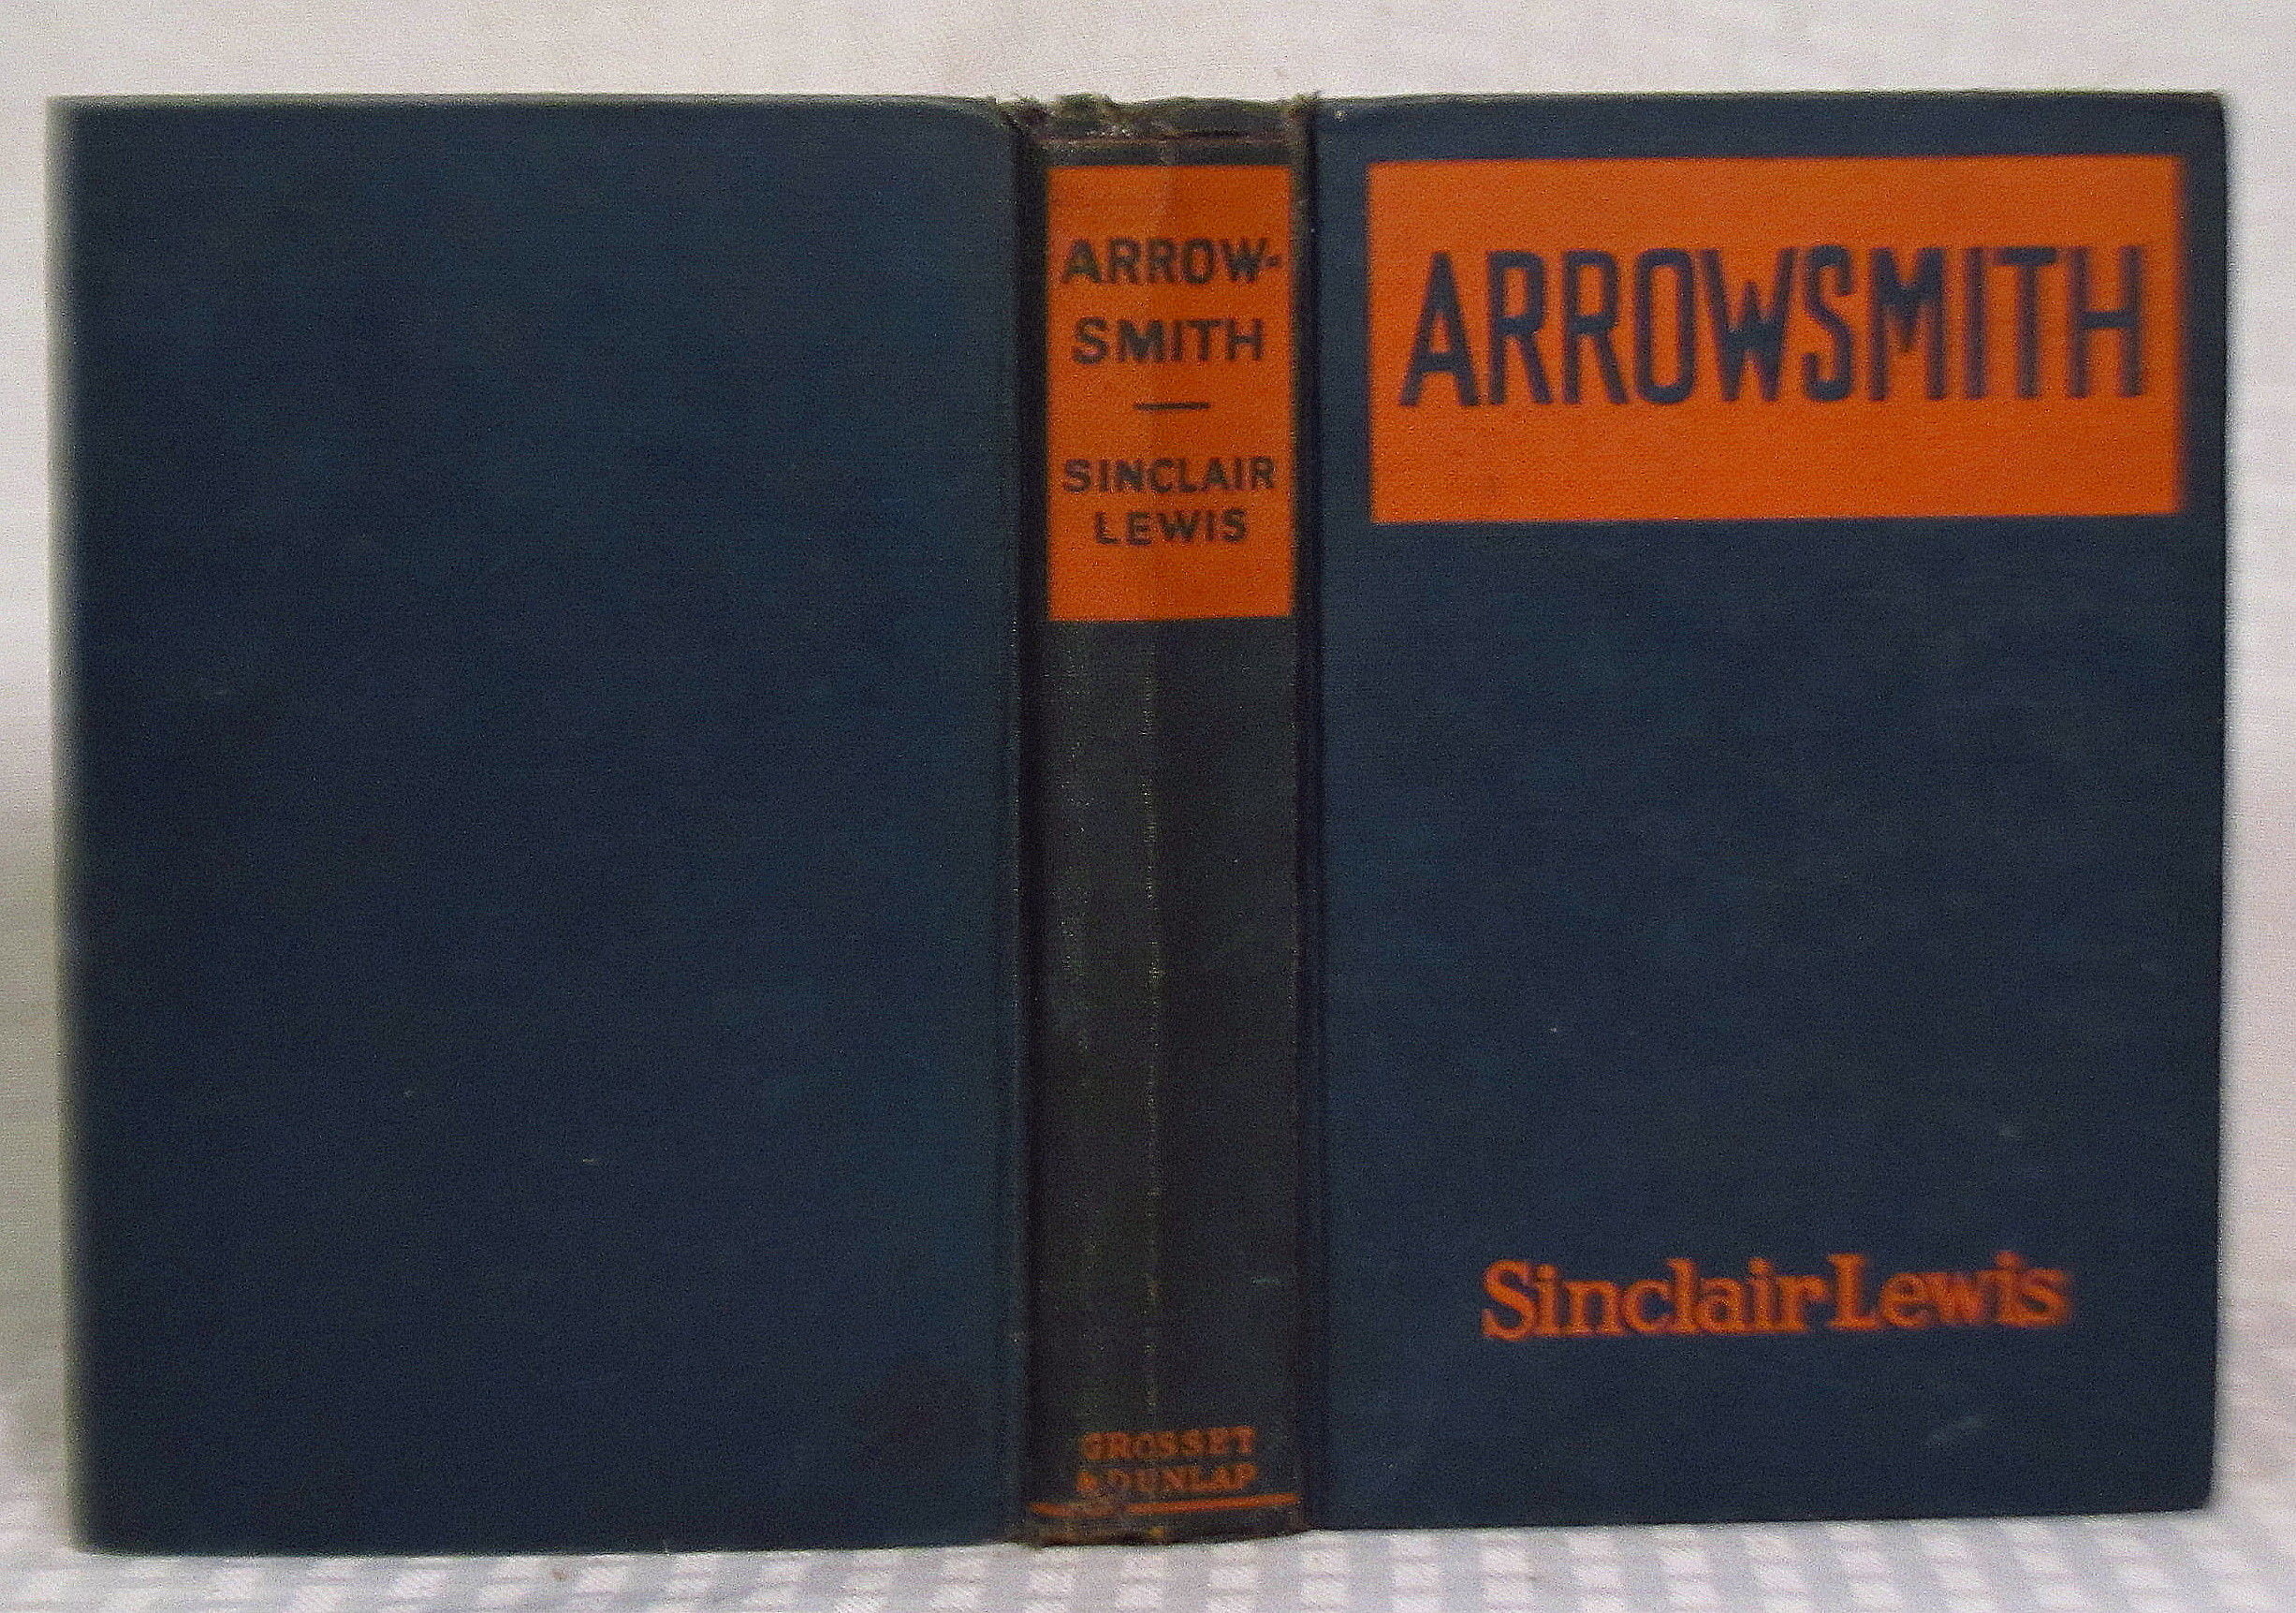 ARROW-
SMITH
SINCLAIR
LEWIS
GROSSET
& DUNLAP
ARROWSMITH
Sinclair Lewis